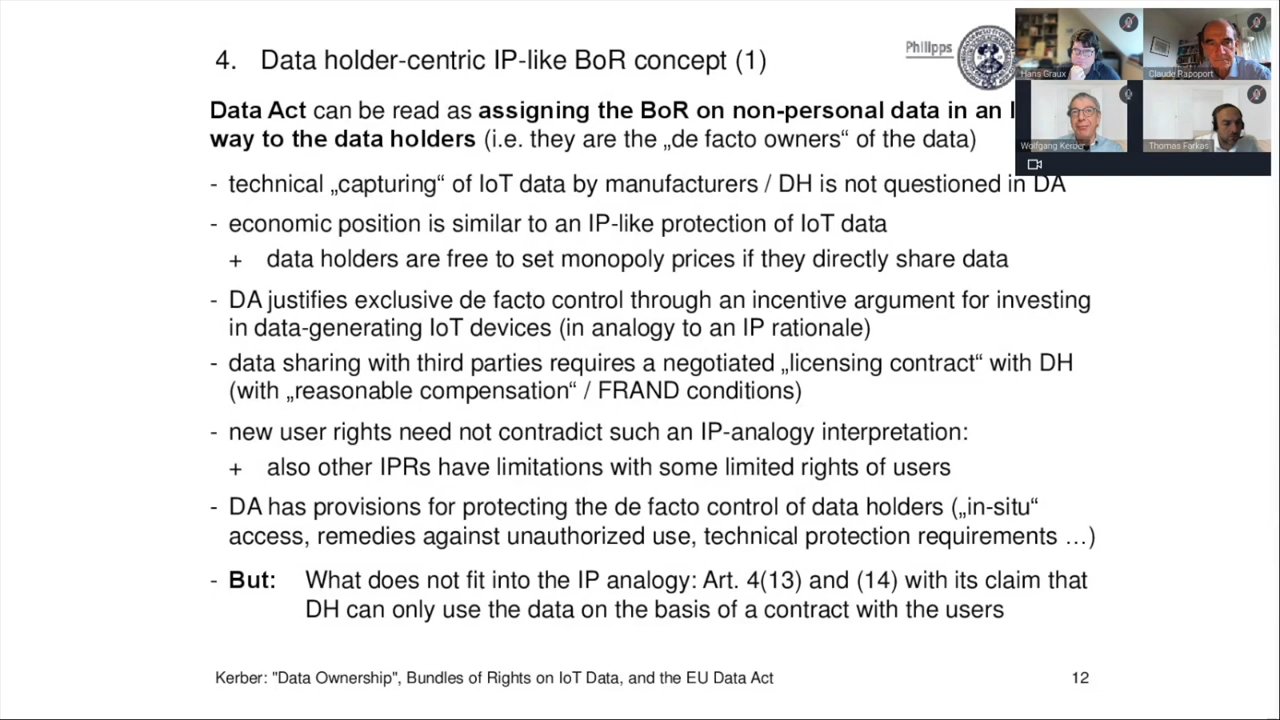 4. Data holder-centric IP-like BoR concept (1)
Philipps
Hans Graux
Claude Rapoport
Wolfgang Kerber
Thomas Farkas
Data Act can be read as assigning the BoR on non-personal data in an
way to the data holders (i.e. they are the „de facto owners“ of the data)
- technical „capturing“ of IoT data by manufacturers / DH is not questioned in DA
- economic position is similar to an IP-like protection of IoT data
+ data holders are free to set monopoly prices if they directly share data
- DA justifies exclusive de facto control through an incentive argument for investing
in data-generating IoT devices (in analogy to an IP rationale)
- data sharing with third parties requires a negotiated „licensing contract“ with DH
(with „reasonable compensation“ / FRAND conditions)
- new user rights need not contradict such an IP-analogy interpretation:
+ also other IPRs have limitations with some limited rights of users
- DA has provisions for protecting the de facto control of data holders („in-situ“
access, remedies against unauthorized use, technical protection requirements …)
- But: What does not fit into the IP analogy: Art. 4(13) and (14) with its claim that
DH can only use the data on the basis of a contract with the users
Kerber: "Data Ownership", Bundles of Rights on IoT Data, and the EU Data Act 12